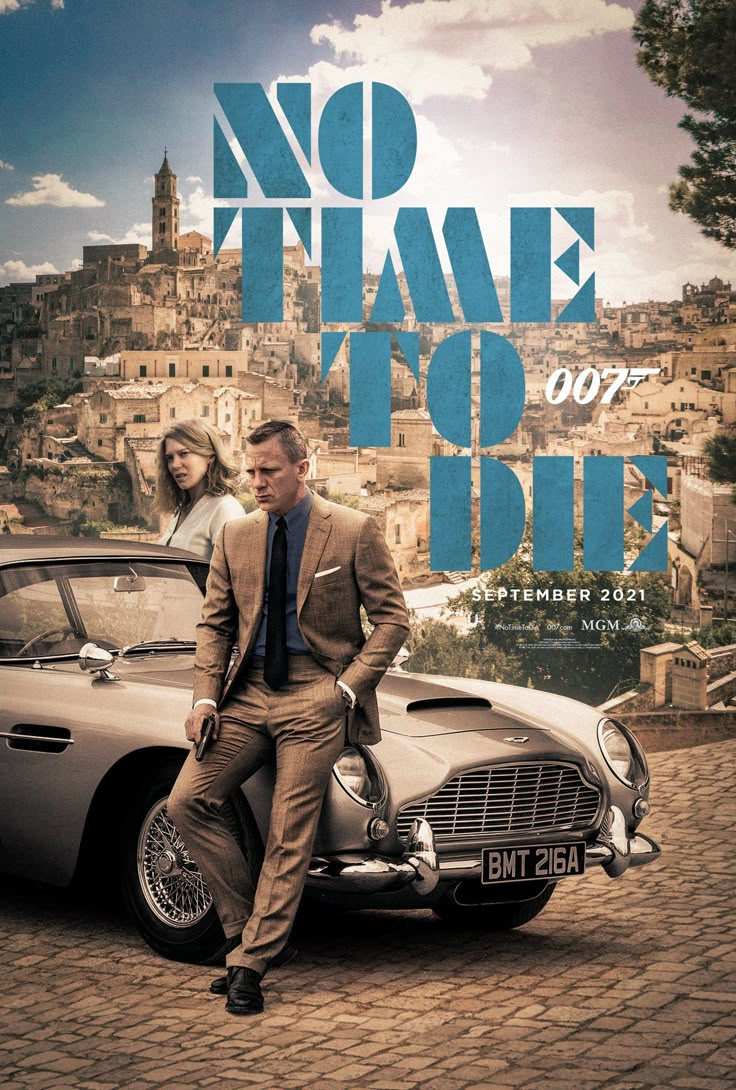 NO
TIME
TO
007
DIE
SEPTEMBER 2021
#NoTimeToDie 007.com MGM
BMT 216A